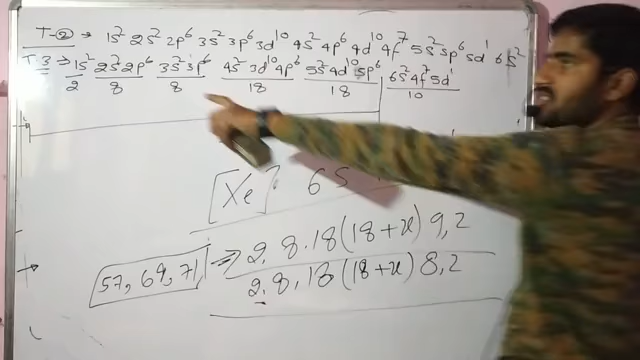 T-② → 1s² 2s² 2p⁶ 3s² 3p⁶ 3d¹⁰ 4s² 4p⁶ 4d¹⁰ 4f⁷ 5s² 5p⁶ 5d¹ 6s²
T-3 → 1s² 2s² 2p⁶ 3s² 3p⁶ 4s² 3d¹⁰ 4p⁶ 5s² 4d¹⁰ 5p⁶ 6s² 4f⁷ 5d¹
2 8 8 18 18 10
[Xe] 6s
57, 64, 71, → 2, 8, 18 (18+x) 9, 2
2, 8, 18 (18+x) 8, 2